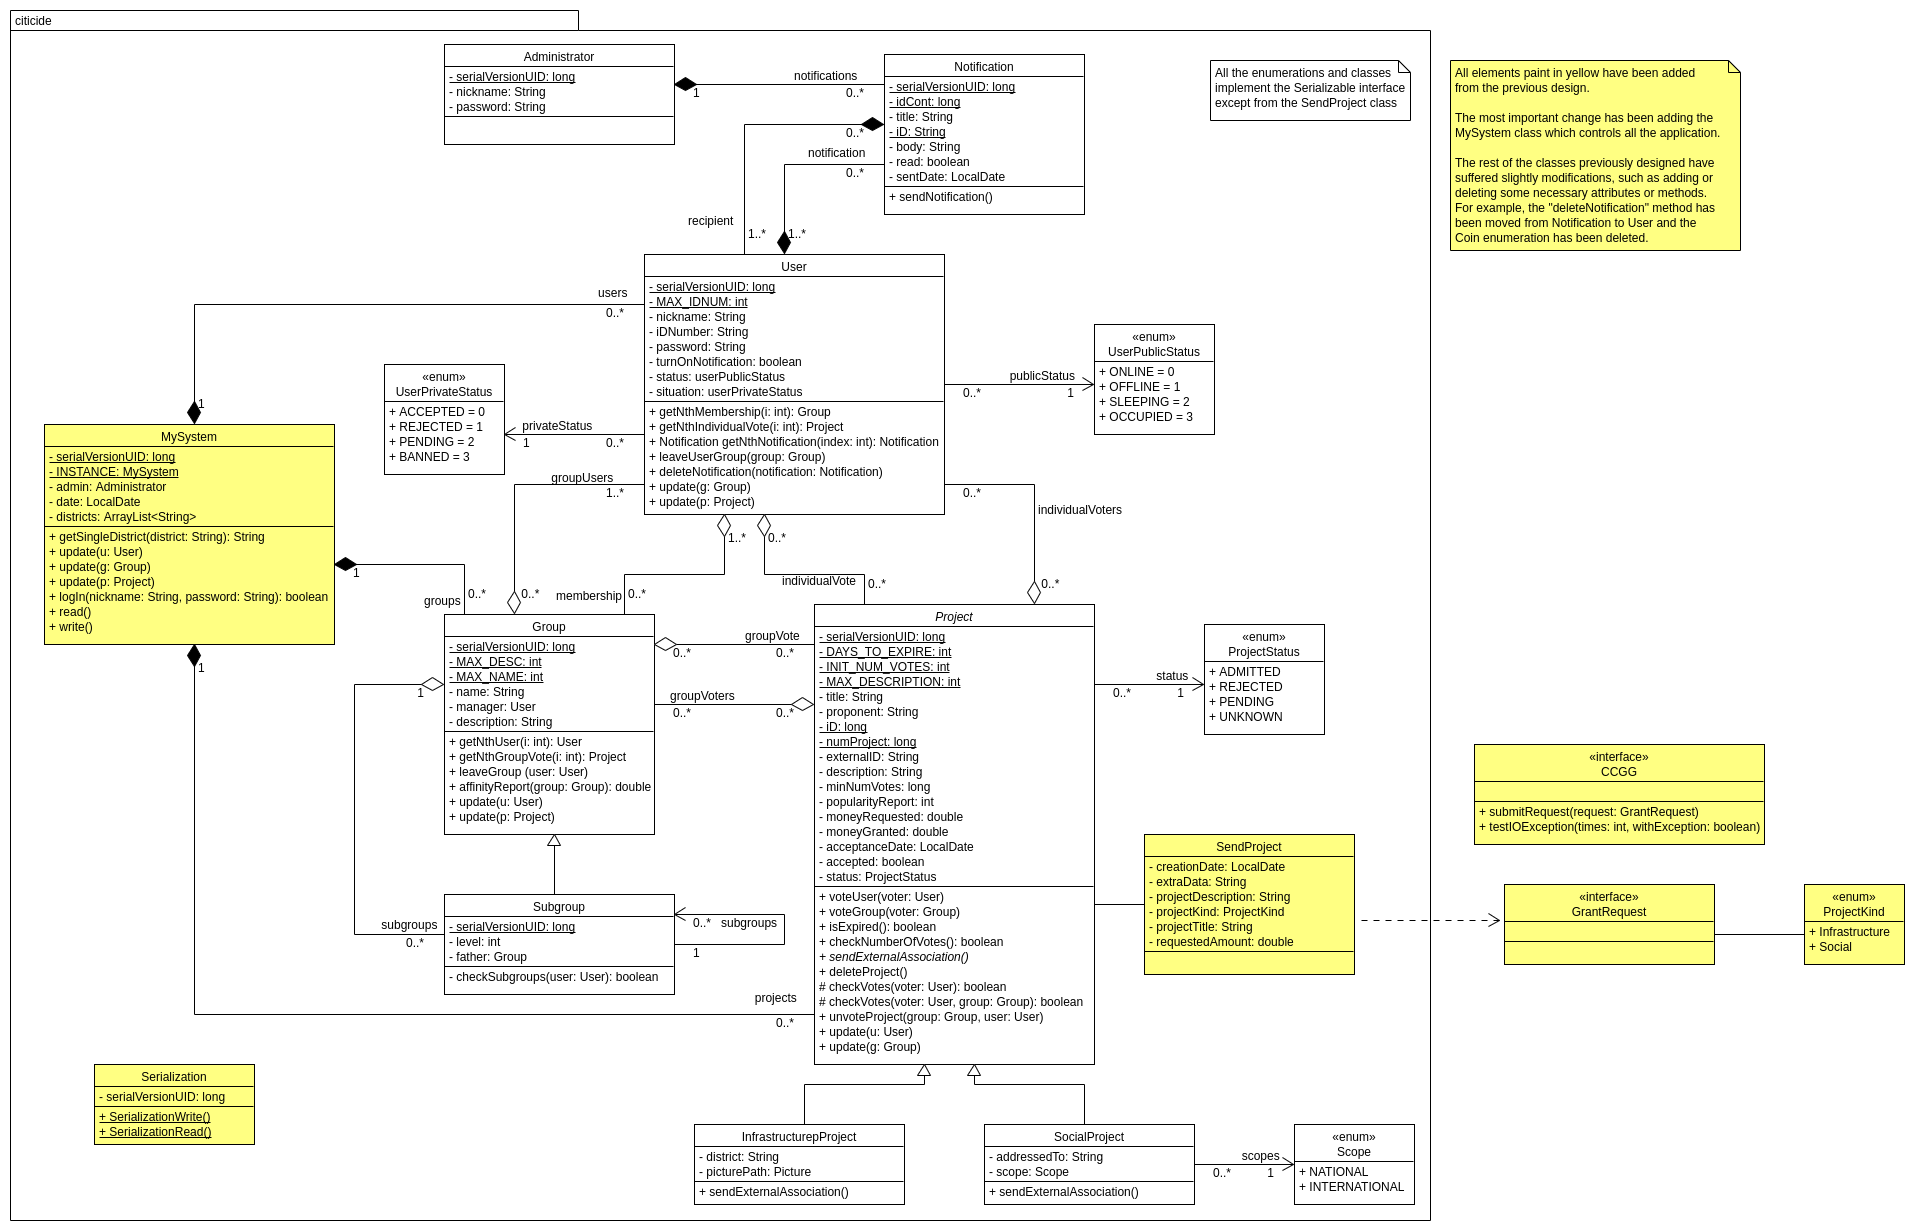 citicide
Administrator
- serialVersionUID: long
- nickname: String
- password: String
notifications
1
0..*
Notification
- serialVersionUID: long
- idCont: long
- title: String
- iD: String
- body: String
- read: boolean
- sentDate: LocalDate
+ sendNotification()
0..*
notification
0..*
recipient
1..*
1..*
All the enumerations and classes
implement the Serializable interface
except from the SendProject class
All elements paint in yellow have been added
from the previous design.
The most important change has been adding the
MySystem class which controls all the application.
The rest of the classes previously designed have
suffered slightly modifications, such as adding or
deleting some necessary attributes or methods.
For example, the "deleteNotification" method has
been moved from Notification to User and the
Coin enumeration has been deleted.
User
- serialVersionUID: long
- MAX_IDNUM: int
- nickname: String
- iDNumber: String
- password: String
- turnOnNotification: boolean
- status: userPublicStatus
- situation: userPrivateStatus
+ getNthMembership(i: int): Group
+ getNthIndividualVote(i: int): Project
+ Notification getNthNotification(index: int): Notification
+ leaveUserGroup(group: Group)
+ deleteNotification(notification: Notification)
+ update(g: Group)
+ update(p: Project)
users
0..*
1
«enum»
UserPrivateStatus
+ ACCEPTED = 0
+ REJECTED = 1
+ PENDING = 2
+ BANNED = 3
privateStatus
1
0..*
publicStatus
0..*
1
«enum»
UserPublicStatus
+ ONLINE = 0
+ OFFLINE = 1
+ SLEEPING = 2
+ OCCUPIED = 3
MySystem
- serialVersionUID: long
- INSTANCE: MySystem
- admin: Administrator
- date: LocalDate
- districts: ArrayList<String>
+ getSingleDistrict(district: String): String
+ update(u: User)
+ update(g: Group)
+ update(p: Project)
+ logIn(nickname: String, password: String): boolean
+ read()
+ write()
groupUsers
1..*
0..*
0..*
individualVoters
0..*
1..*
0..*
membership
0..*
individualVote
0..*
1
groups
0..*
1
Group
- serialVersionUID: long
- MAX_DESC: int
- MAX_NAME: int
- name: String
- manager: User
- description: String
+ getNthUser(i: int): User
+ getNthGroupVote(i: int): Project
+ leaveGroup (user: User)
+ affinityReport(group: Group): double
+ update(u: User)
+ update(p: Project)
groupVote
0..*
0..*
groupVoters
0..*
0..*
Project
- serialVersionUID: long
- DAYS_TO_EXPIRE: int
- INIT_NUM_VOTES: int
- MAX_DESCRIPTION: int
- title: String
- proponent: String
- iD: long
- numProject: long
- externalID: String
- description: String
- minNumVotes: long
- popularityReport: int
- moneyRequested: double
- moneyGranted: double
- acceptanceDate: LocalDate
- accepted: boolean
- status: ProjectStatus
+ voteUser(voter: User)
+ voteGroup(voter: Group)
+ isExpired(): boolean
+ checkNumberOfVotes(): boolean
+ sendExternalAssociation()
+ deleteProject()
# checkVotes(voter: User): boolean
# checkVotes(voter: User, group: Group): boolean
+ unvoteProject(group: Group, user: User)
+ update(u: User)
+ update(g: Group)
status
0..*
1
«enum»
ProjectStatus
+ ADMITTED
+ REJECTED
+ PENDING
+ UNKNOWN
1
subgroups
0..*
Subgroup
- serialVersionUID: long
- level: int
- father: Group
- checkSubgroups(user: User): boolean
0..*
subgroups
1
projects
0..*
SendProject
- creationDate: LocalDate
- extraData: String
- projectDescription: String
- projectKind: ProjectKind
- projectTitle: String
- requestedAmount: double
«interface»
CCGG
+ submitRequest(request: GrantRequest)
+ testIOException(times: int, withException: boolean)
«interface»
GrantRequest
«enum»
ProjectKind
+ Infrastructure
+ Social
Serialization
- serialVersionUID: long
+ SerializationWrite()
+ SerializationRead()
InfrastructurepProject
- district: String
- picturePath: Picture
+ sendExternalAssociation()
SocialProject
- addressedTo: String
- scope: Scope
+ sendExternalAssociation()
scopes
0..*
1
«enum»
Scope
+ NATIONAL
+ INTERNATIONAL